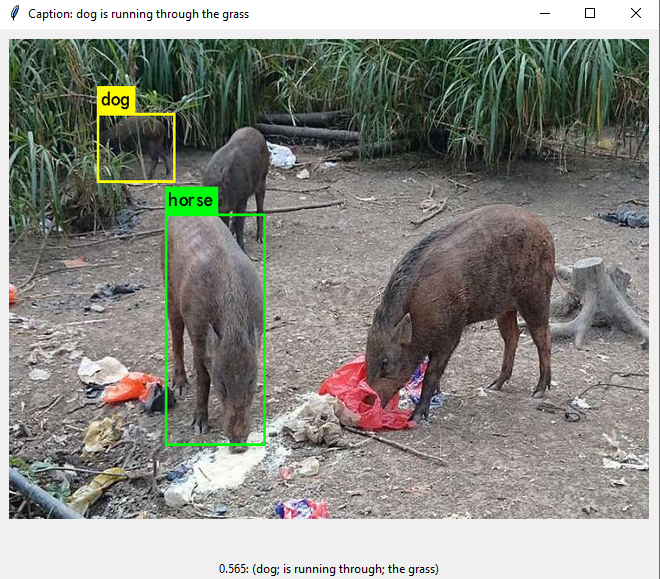 Caption: dog is running through the grass
dog
horse
0.565: (dog; is running through; the grass)